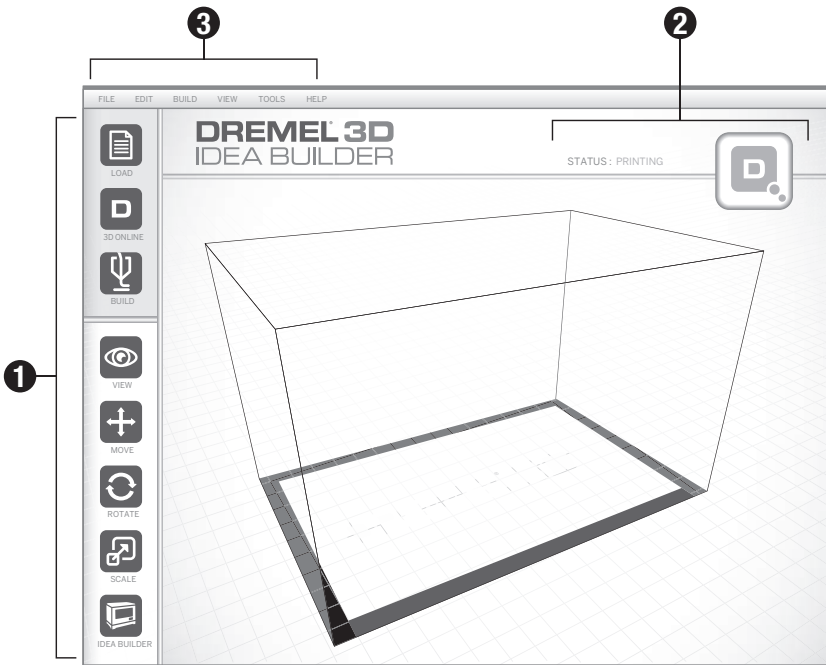 3
2
FILE EDIT BUILD VIEW TOOLS HELP
DREMEL 3D
IDEA BUILDER
STATUS: PRINTING
D
LOAD
D
3D ONLINE
BUILD
1
VIEW
MOVE
ROTATE
SCALE
IDEA BUILDER